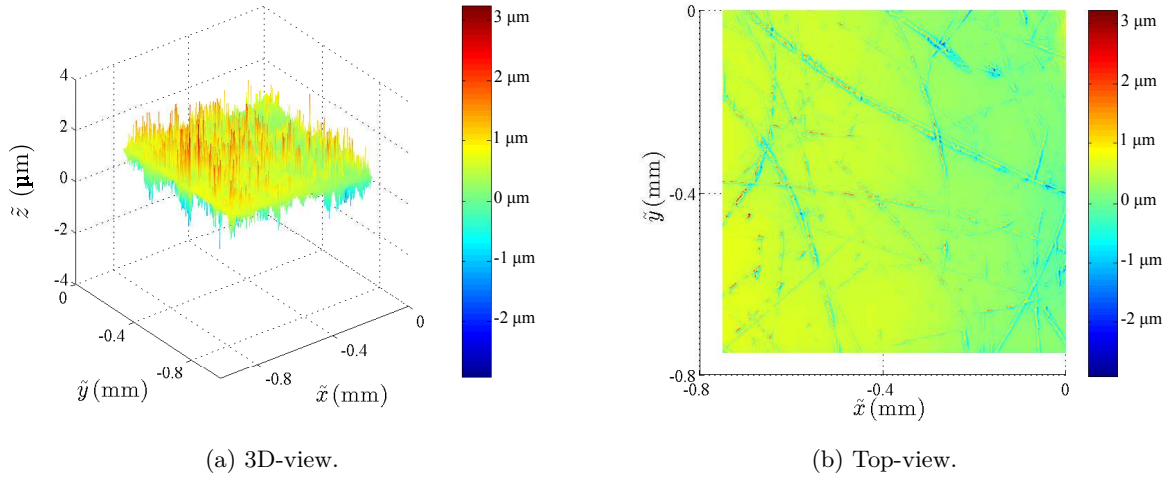 4
2
0
-2
-4
z̃ (µm)
0
-0.4
-0.8
ỹ (mm)
-0.8
-0.4
0
x̃ (mm)
3 µm
2 µm
1 µm
0 µm
-1 µm
-2 µm
(a) 3D-view.
0
-0.4
-0.8
ỹ (mm)
-0.8
-0.4
0
x̃ (mm)
3 µm
2 µm
1 µm
0 µm
-1 µm
-2 µm
(b) Top-view.